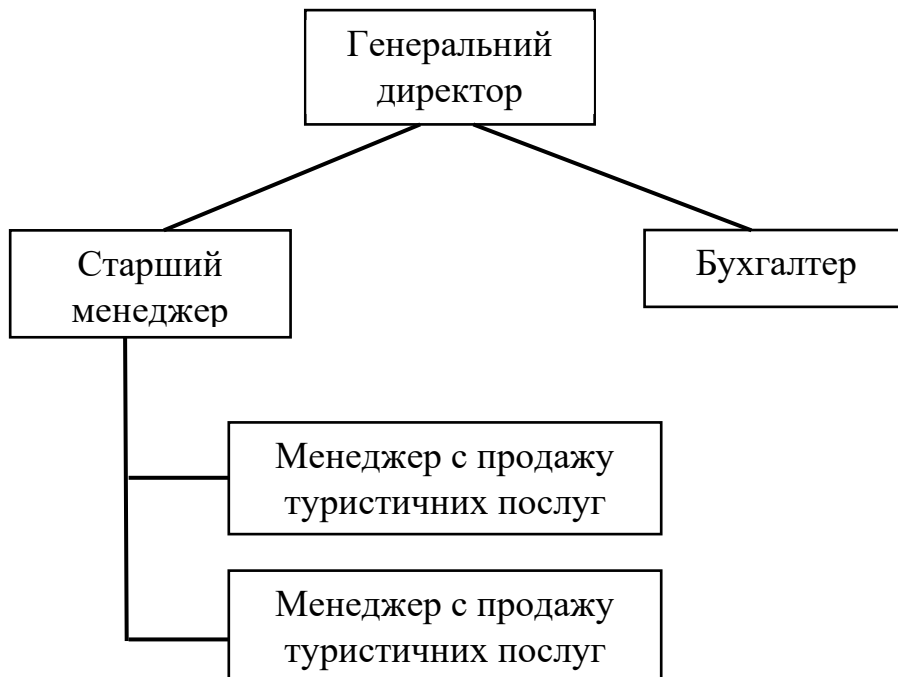 Генеральний
директор
Старший
менеджер
Бухгалтер
Менеджер с продажу
туристичних послуг
Менеджер с продажу
туристичних послуг